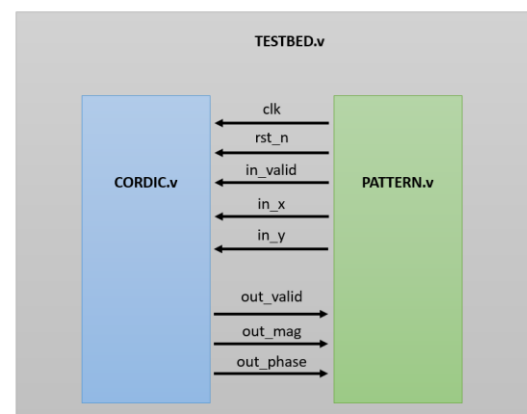 TESTBED.v
clk
rst_n
in_valid
CORDIC.v
PATTERN.v
in_x
in_y
out_valid
out_mag
out_phase